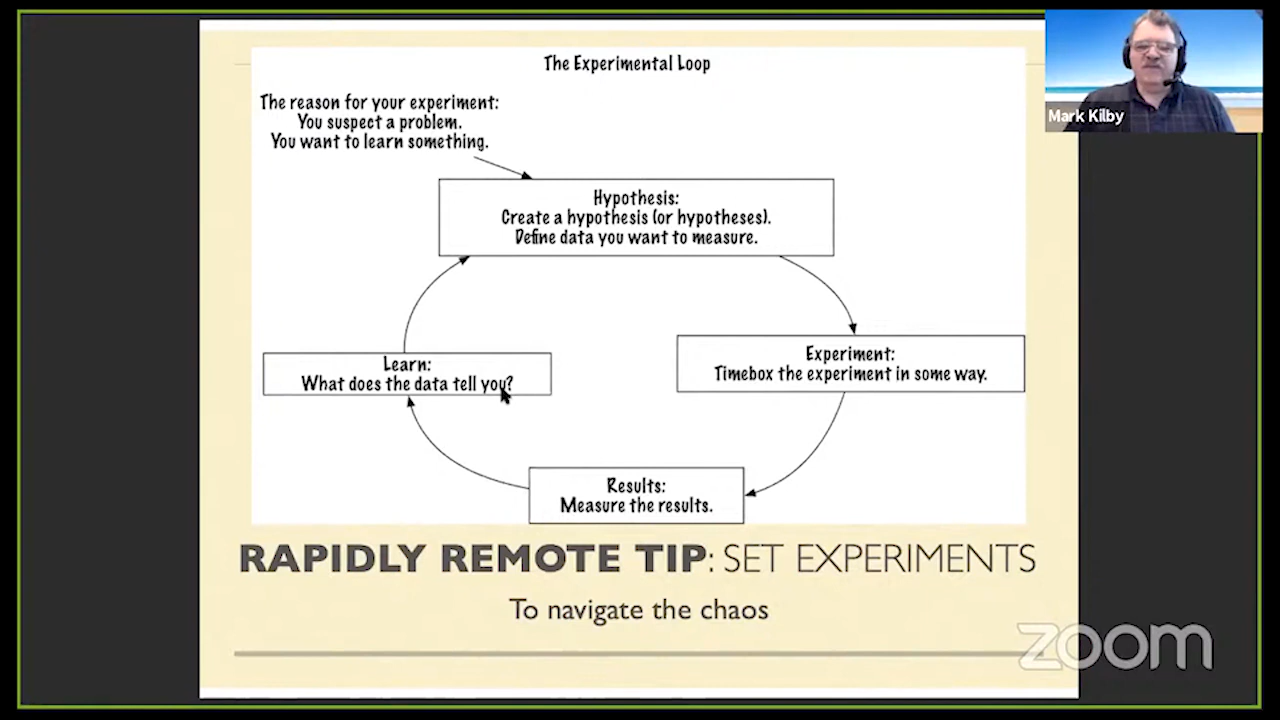 The Experimental Loop
The reason for your experiment:
You suspect a problem.
You want to learn something.
Hypothesis:
Create a hypothesis (or hypotheses).
Define data you want to measure.
Learn:
What does the data tell you?
Experiment:
Timebox the experiment in some way.
Results:
Measure the results.
RAPIDLY REMOTE TIP: SET EXPERIMENTS
To navigate the chaos
Mark Kilby
zoom